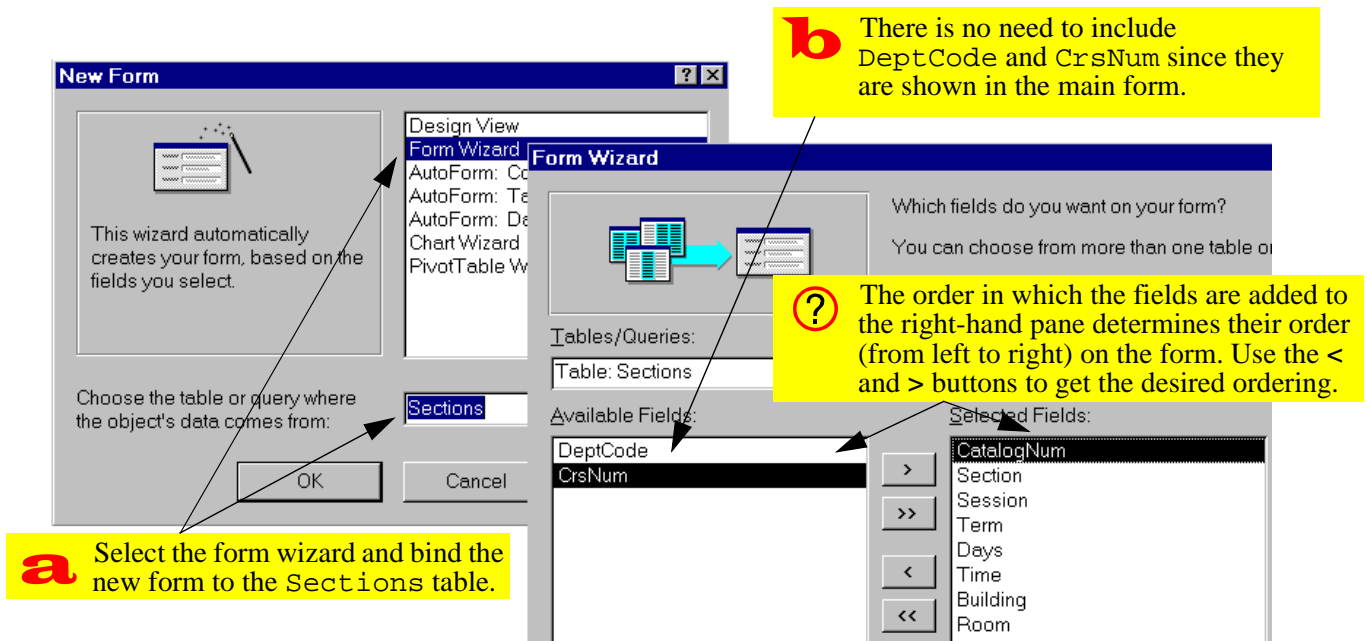 b
There is no need to include
DeptCode and CrsNum since they
are shown in the main form.
New Form
Design View
Form Wizard
AutoForm: Co
AutoForm: Ta
AutoForm: Da
Chart Wizard
PivotTable W
This wizard automatically
creates your form, based on the
fields you select.
Choose the table or query where
the object's data comes from:
Sections
OK
Cancel
a
Select the form wizard and bind the
new form to the Sections table.
Form Wizard
Which fields do you want on your form?
You can choose from more than one table or
?
The order in which the fields are added to
the right-hand pane determines their order
(from left to right) on the form. Use the <
and > buttons to get the desired ordering.
Tables/Queries:
Table: Sections
Available Fields:
DeptCode
CrsNum
>
>>
<
<<
Selected Fields:
CatalogNum
Section
Session
Term
Days
Time
Building
Room